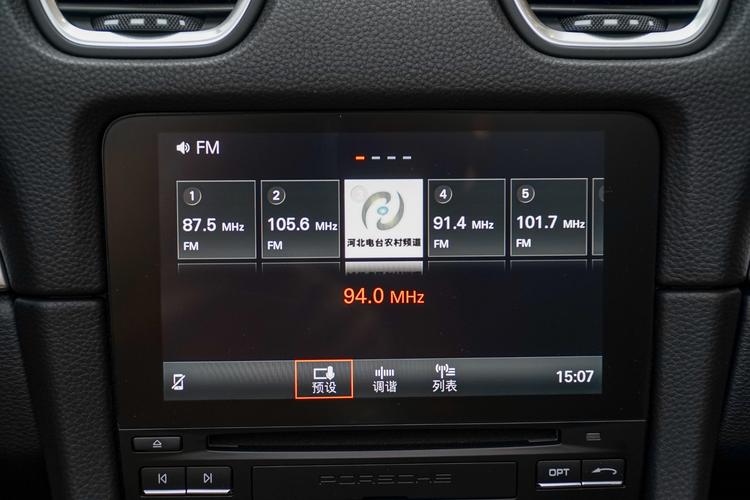 FM
1
2
4
5
87.5 MHz
105.6 MHz
91.4 MHz
101.7 MHz
FM
FM
河北电台农村频道
FM
FM
94.0 MHz
预设
调谐
列表
15:07
OPT
PORSCHE